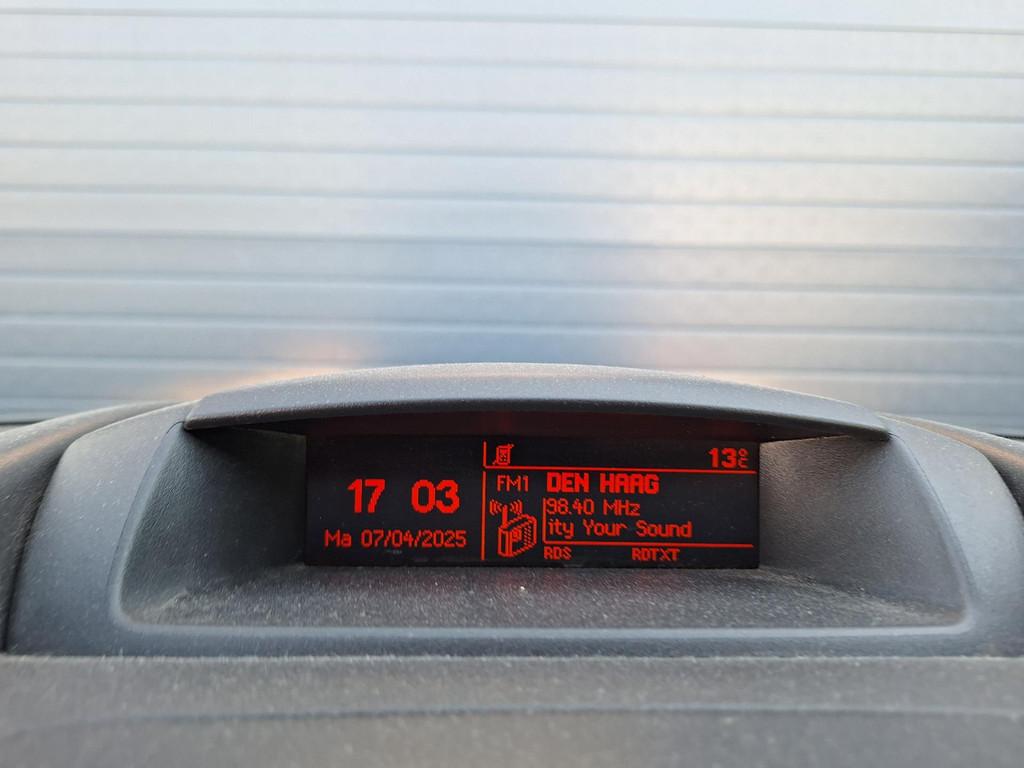 17 03
Ma 07/04/2025
13°C
FM1 DEN HAAG
98.40 MHz
ity Your Sound
RDS RDTXT